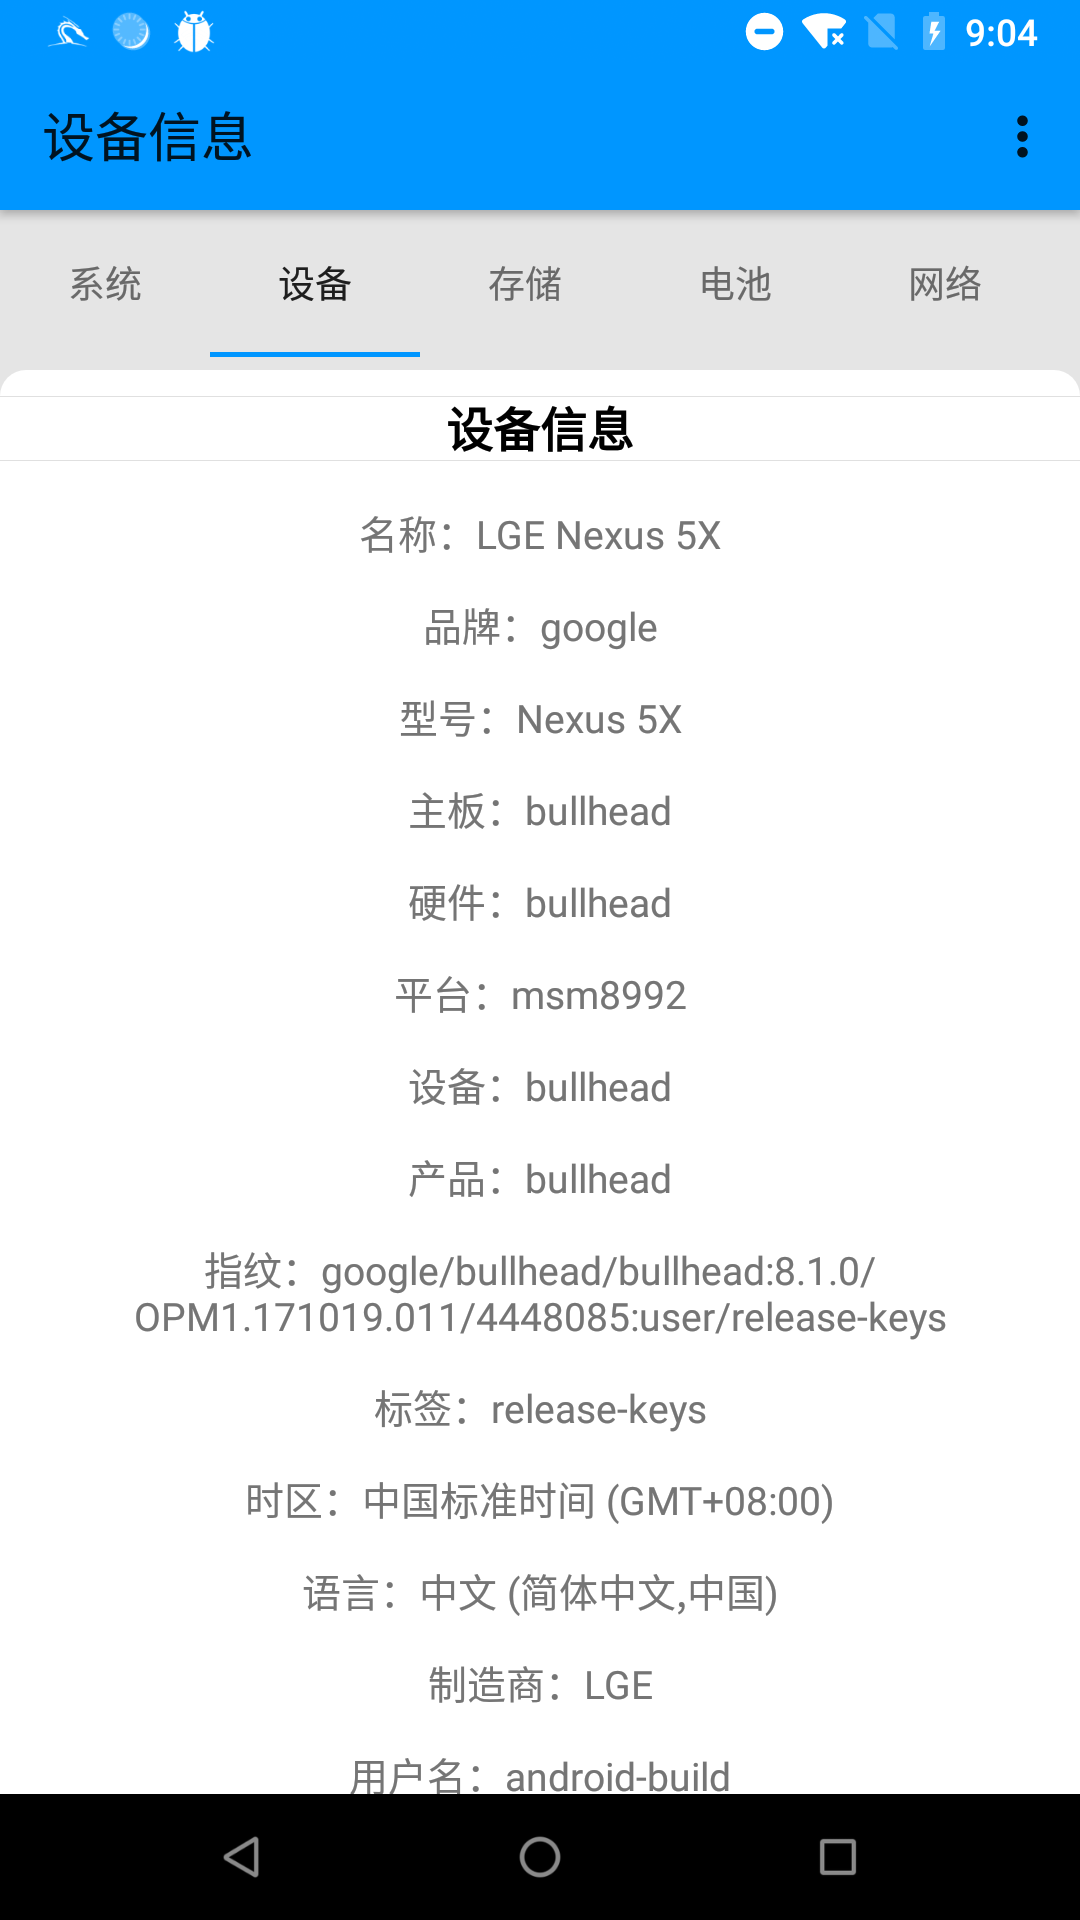 9:04
设备信息
系统 设备 存储 电池 网络
设备信息
名称：LGE Nexus 5X
品牌：google
型号：Nexus 5X
主板：bullhead
硬件：bullhead
平台：msm8992
设备：bullhead
产品：bullhead
指纹：google/bullhead/bullhead:8.1.0/
OPM1.171019.011/4448085:user/release-keys
标签：release-keys
时区：中国标准时间 (GMT+08:00)
语言：中文 (简体中文,中国)
制造商：LGE
用户名：android-build